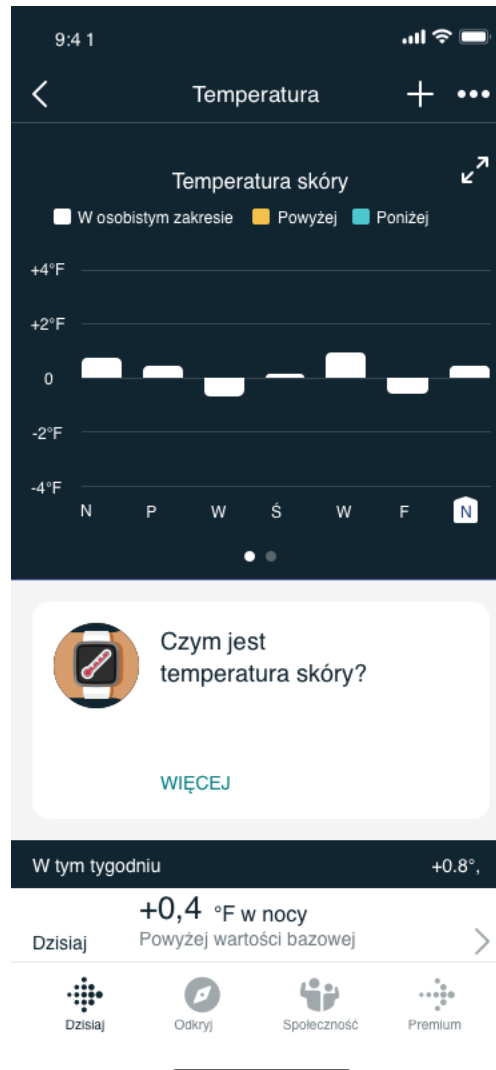 9:4 1
Temperatura
Temperatura skóry
W osobistym zakresie Powyżej Poniżej
+4°F
+2°F
0
-2°F
-4°F
N P W Ś W F N
Czym jest
temperatura skóry?
WIĘCEJ
W tym tygodniu +0.8°,
+0,4 °F w nocy
Dzisiaj Powyżej wartości bazowej
Dzisiaj Odkryj Społeczność Premium